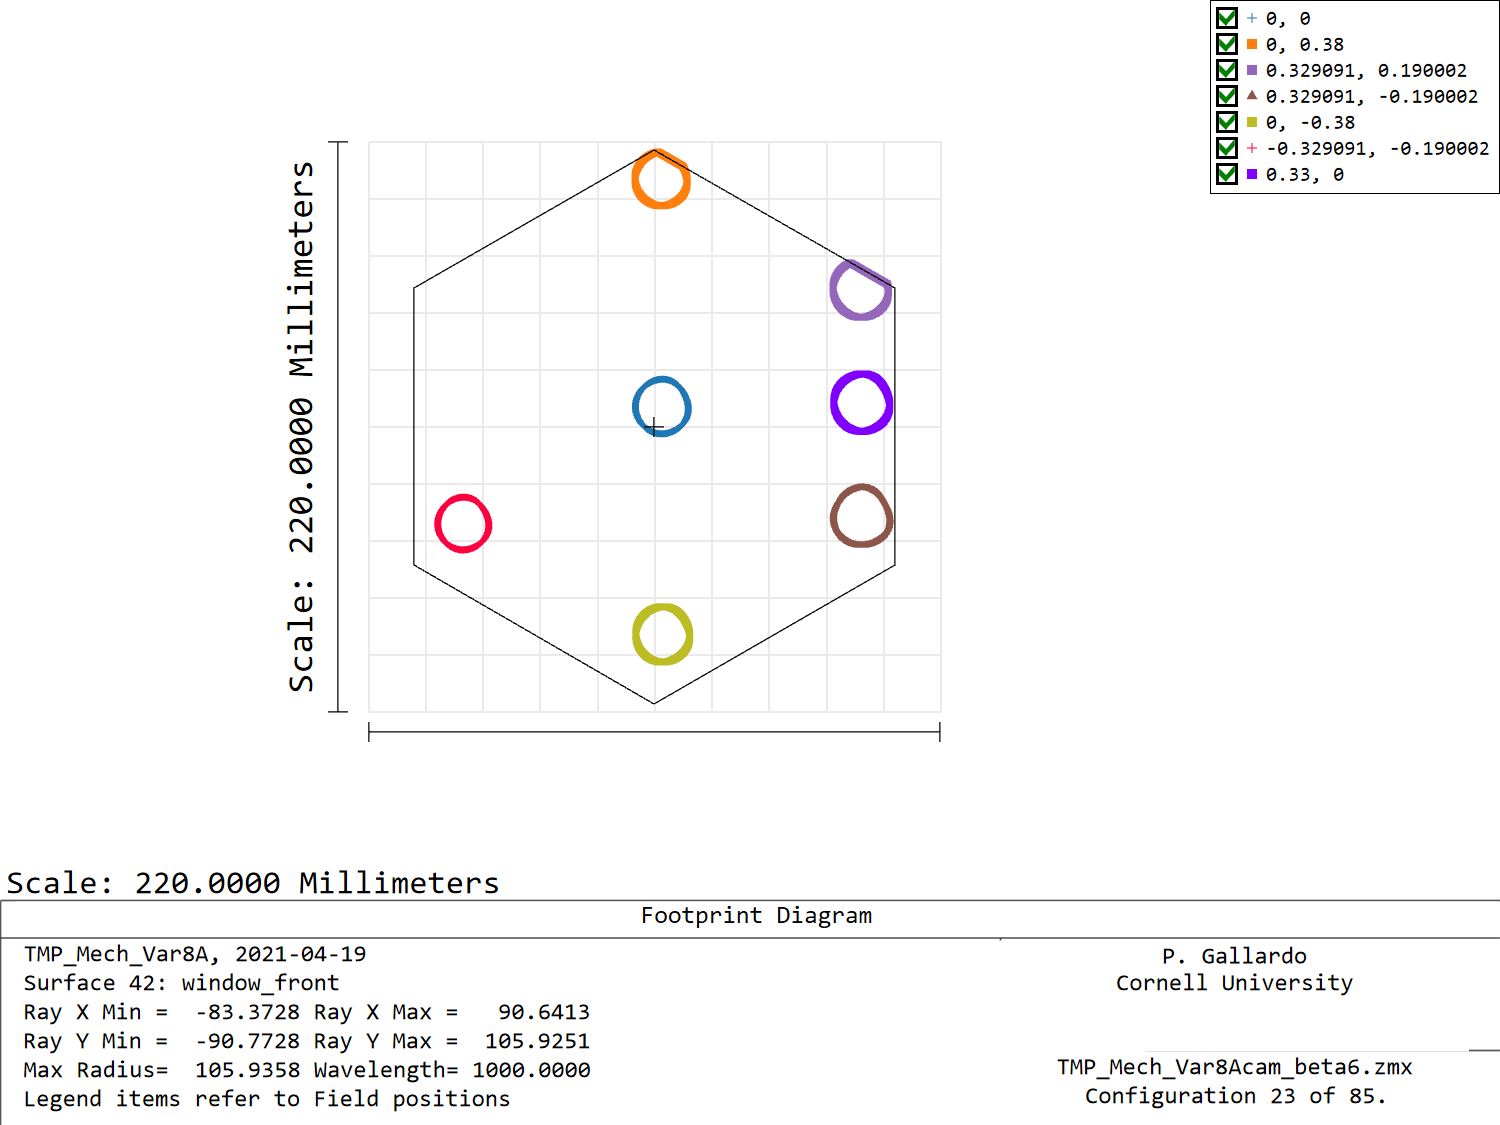 0, 0
0, 0.38
0.329091, 0.190002
0.329091, -0.190002
0, -0.38
-0.329091, -0.190002
0.33, 0
Scale: 220.0000 Millimeters
Scale: 220.0000 Millimeters
Footprint Diagram
TMP_Mech_Var8A, 2021-04-19
Surface 42: window_front
Ray X Min = -83.3728 Ray X Max = 90.6413
Ray Y Min = -90.7728 Ray Y Max = 105.9251
Max Radius= 105.9358 Wavelength= 1000.0000
Legend items refer to Field positions
P. Gallardo
Cornell University
TMP_Mech_Var8Acam_beta6.zmx
Configuration 23 of 85.